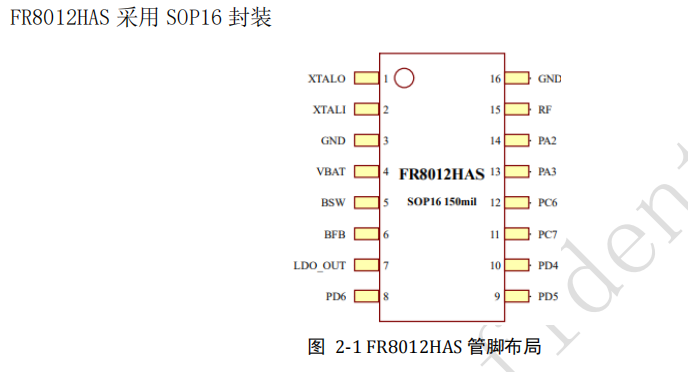 FR8012HAS 采用 SOP16 封装
XTALO 1 16 GND
XTALI 2 15 RF
GND 3 14 PA2
VBAT 4 FR8012HAS 13 PA3
BSW 5 SOP16 150mil 12 PC6
BFB 6 11 PC7
LDO_OUT 7 10 PD4
PD6 8 9 PD5
图 2-1 FR8012HAS 管脚布局
fident